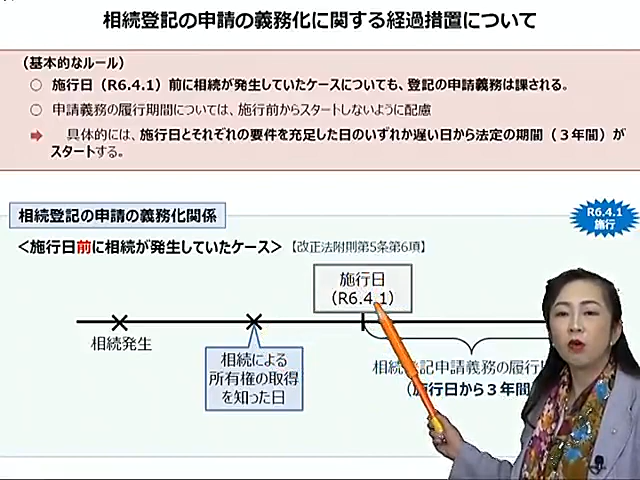 相続登記の申請の義務化に関する経過措置について
(基本的なルール)
○ 施行日(R6.4.1)前に相続が発生していたケースについても、登記の申請義務は課される。
○ 申請義務の履行期間については、施行前からスタートしないように配慮
➡ 具体的には、施行日とそれぞれの要件を充足した日のいずれか遅い日から法定の期間(3年間)が
スタートする。
相続登記の申請の義務化関係
R6.4.1
施行
<施行日前に相続が発生していたケース>【改正法附則第5条第6項】
施行日
(R6.4.1)
相続発生
相続による
所有権の取得
を知った日
相続登記申請義務の履行
(施行日から3年間